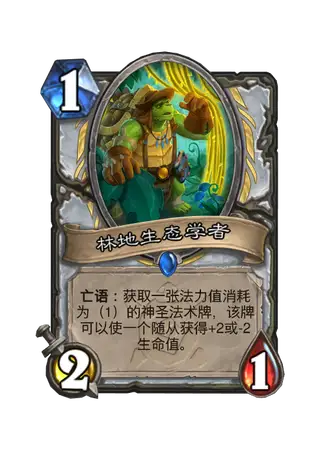 1
林地生态学者
亡语：获取一张法力值消耗
为（1）的神圣法术牌，该牌
可以使一个随从获得+2或-2
生命值。
2
1